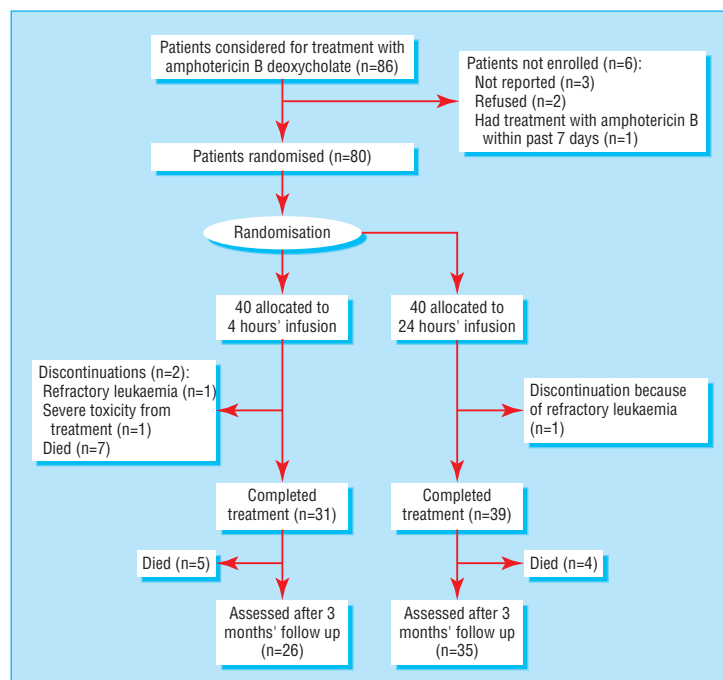 Patients considered for treatment with
amphotericin B deoxycholate (n=86)
Patients not enrolled (n=6):
Not reported (n=3)
Refused (n=2)
Had treatment with amphotericin B
within past 7 days (n=1)
Patients randomised (n=80)
Randomisation
40 allocated to
4 hours' infusion
40 allocated to
24 hours' infusion
Discontinuations (n=2):
Refractory leukaemia (n=1)
Severe toxicity from
treatment (n=1)
Died (n=7)
Discontinuation because
of refractory leukaemia
(n=1)
Completed
treatment (n=31)
Completed
treatment (n=39)
Died (n=5)
Died (n=4)
Assessed after 3
months' follow up
(n=26)
Assessed after 3
months' follow up
(n=35)